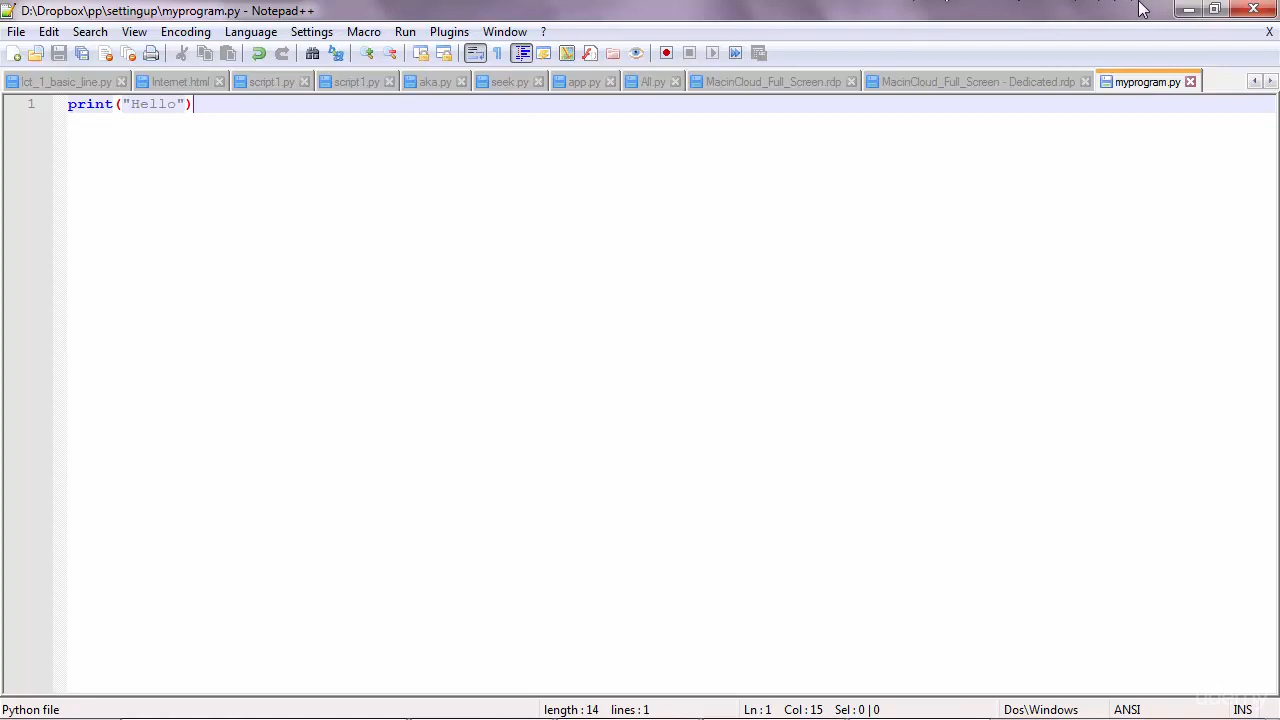 D:\Dropbox\pp\settingup\myprogram.py - Notepad++
File Edit Search View Encoding Language Settings Macro Run Plugins Window ? X
lct_1_basic_line.py Internet.html script1.py script1.py aka.py seek.py app.py All.py MacinCloud_Full_Screen.rdp MacinCloud_Full_Screen - Dedicated.rdp myprogram.py
1 print("Hello")
udemy
Python file length : 14 lines : 1 Ln : 1 Col : 15 Sel : 0 | 0 Dos\Windows ANSI INS